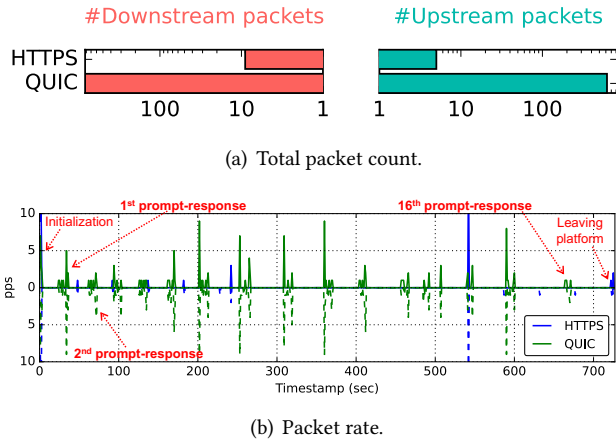 #Downstream packets #Upstream packets
HTTPS
QUIC
100 10 1 1 10 100
(a) Total packet count.
1st prompt-response 16th prompt-response
Initialization Leaving
platform
10
5
0
5
10
pps
2nd prompt-response
HTTPS
QUIC
0 100 200 300 400 500 600 700
Timestamp (sec)
(b) Packet rate.